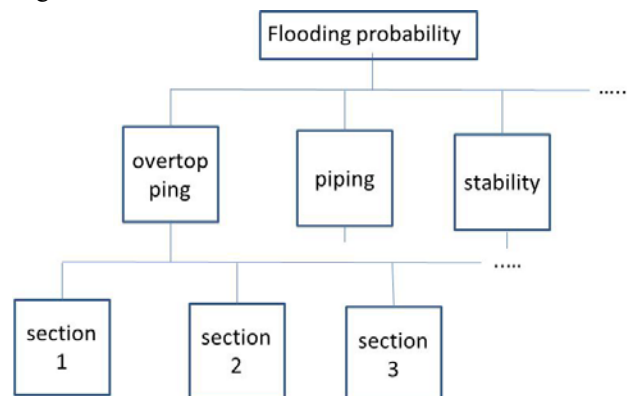 Flooding probability
.....
overtop
ping
piping
stability
.....
section
1
section
2
section
3